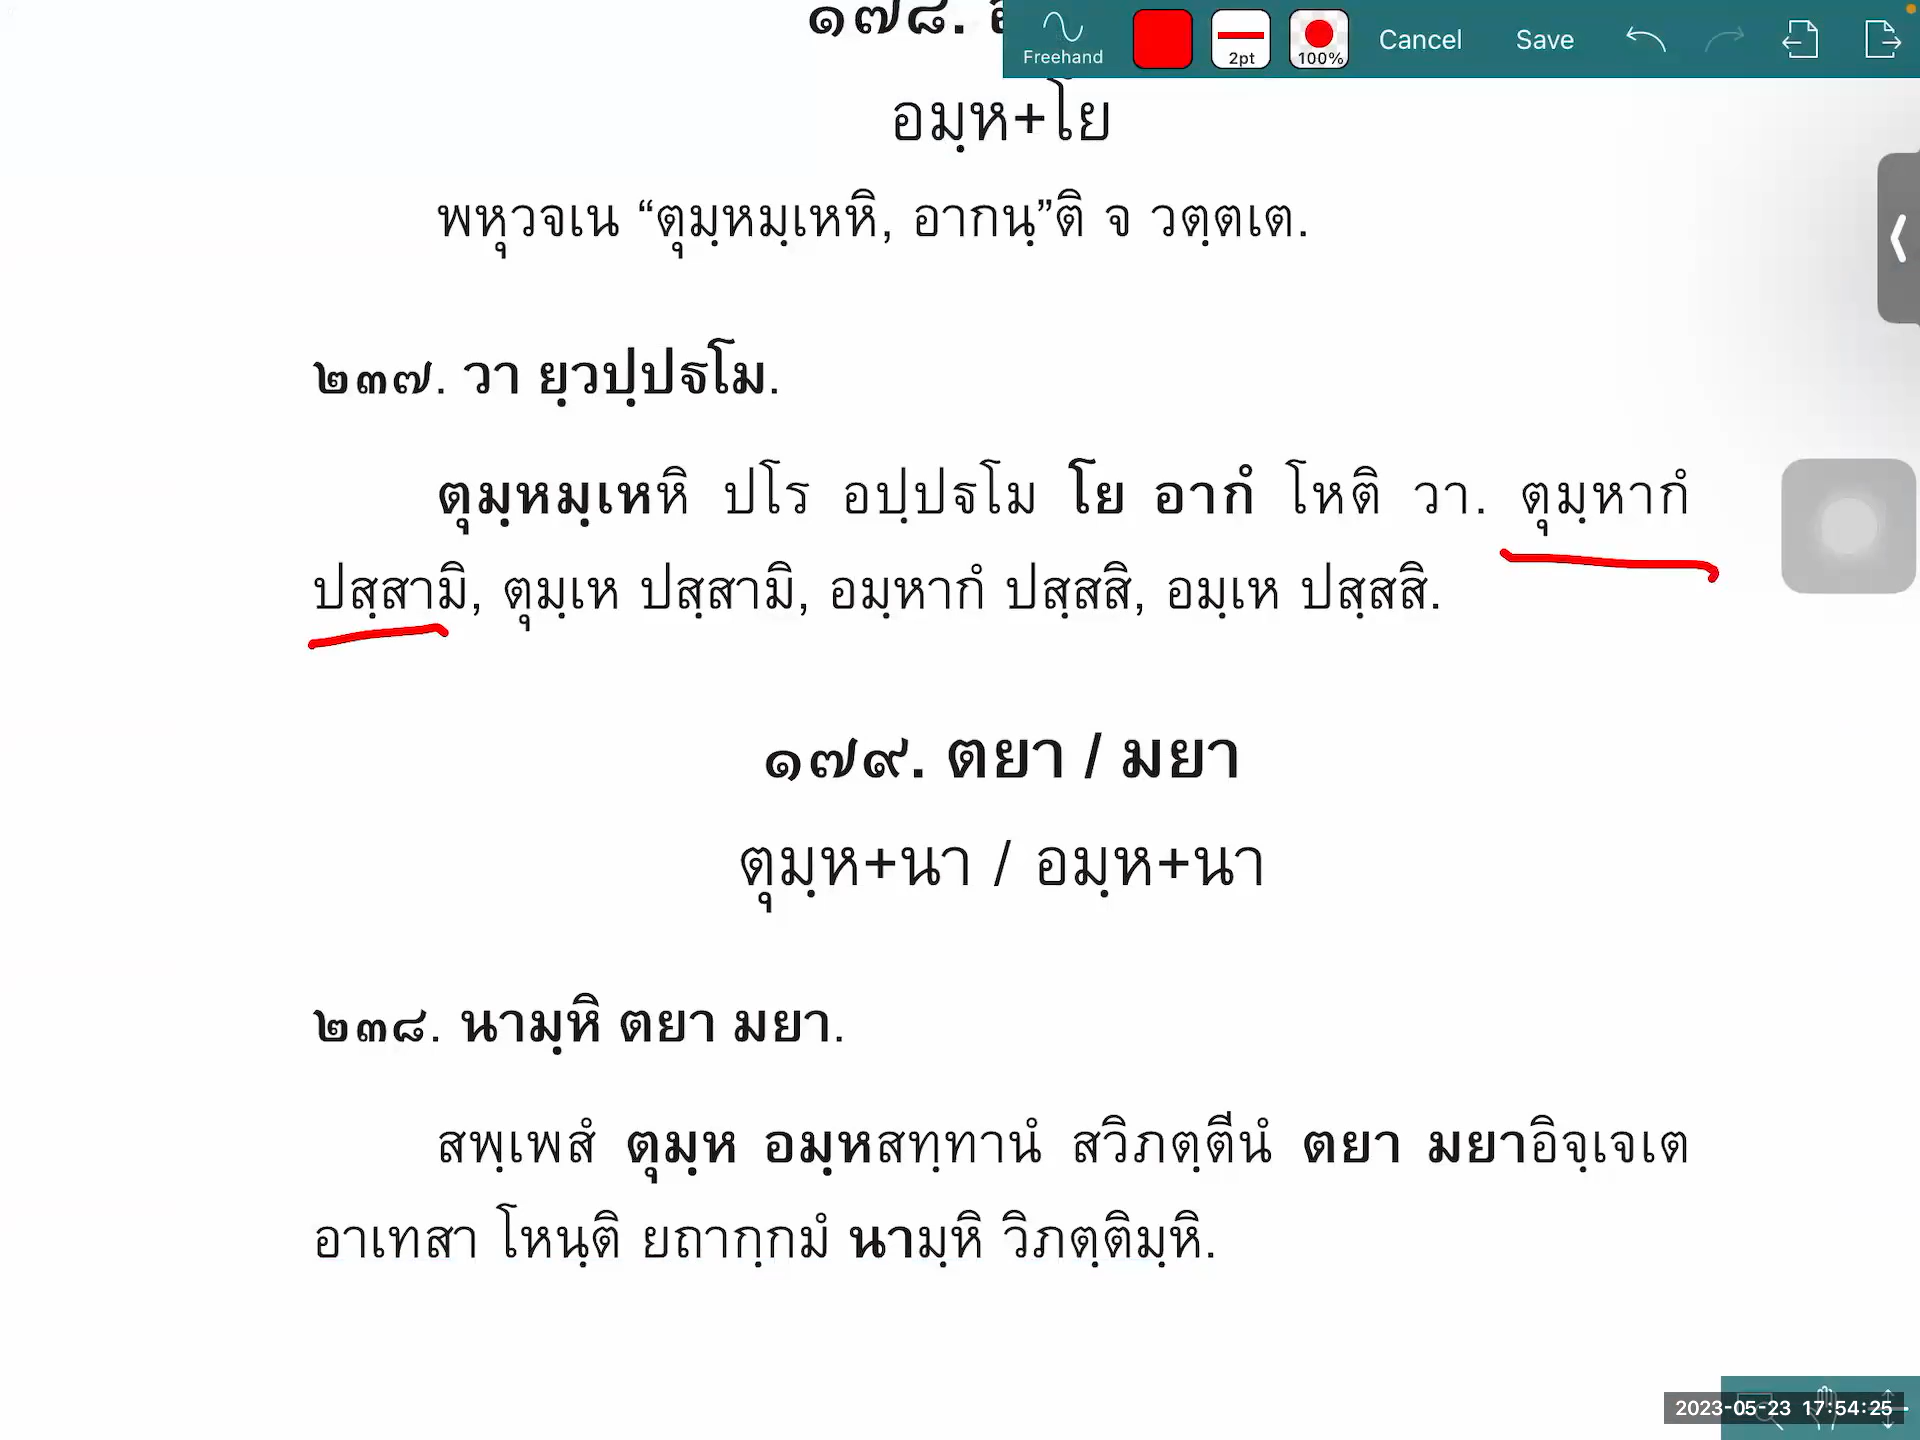 ๑๗๘.
Freehand
2pt
100%
Cancel
Save
อมฺห+โย
พหุวจเน “ตุมฺหมฺเหหิ, อากนฺ”ติ จ วตฺตเต.
๒๓๗. วา ยฺวปฺปฐโม.
ตุมฺหมฺเหหิ ปโร อปฺปฐโม โย อากํ โหติ วา. ตุมฺหากํ
ปสฺสามิ, ตุมฺเห ปสฺสามิ, อมฺหากํ ปสฺสสิ, อมฺเห ปสฺสสิ.
๑๗๙. ตยา / มยา
ตุมฺห+นา / อมฺห+นา
๒๓๘. นามฺหิ ตยา มยา.
สพฺเพสํ ตุมฺห อมฺหสทฺทานํ สวิภตฺตีนํ ตยา มยาอิจฺเจเต
อาเทสา โหนฺติ ยถากฺกมํ นามฺหิ วิภตฺติมฺหิ.
2023-05-23 17:54:25